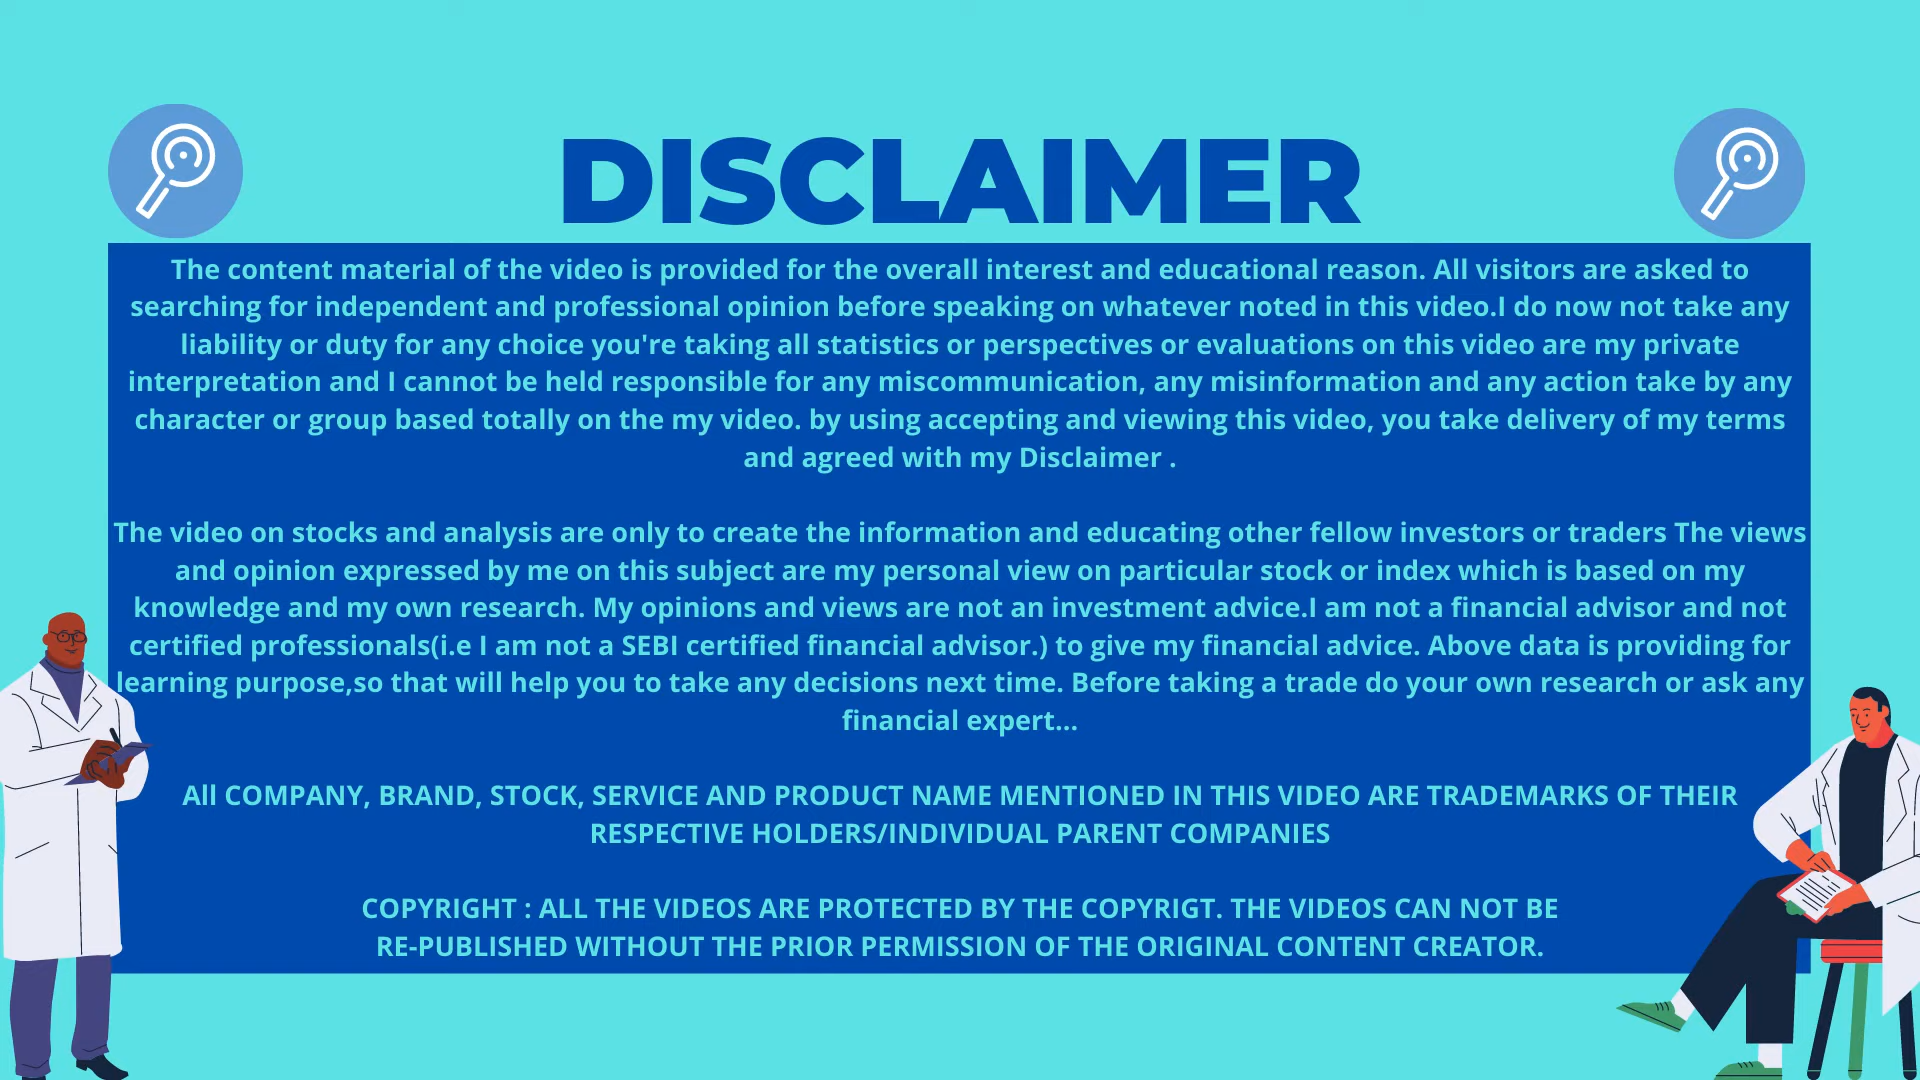 DISCLAIMER
The content material of the video is provided for the overall interest and educational reason. All visitors are asked to
searching for independent and professional opinion before speaking on whatever noted in this video.I do now not take any
liability or duty for any choice you're taking all statistics or perspectives or evaluations on this video are my private
interpretation and I cannot be held responsible for any miscommunication, any misinformation and any action take by any
character or group based totally on the my video. by using accepting and viewing this video, you take delivery of my terms
and agreed with my Disclaimer .
The video on stocks and analysis are only to create the information and educating other fellow investors or traders The views
and opinion expressed by me on this subject are my personal view on particular stock or index which is based on my
knowledge and my own research. My opinions and views are not an investment advice.I am not a financial advisor and not
certified professionals(i.e I am not a SEBI certified financial advisor.) to give my financial advice. Above data is providing for
learning purpose,so that will help you to take any decisions next time. Before taking a trade do your own research or ask any
financial expert...
All COMPANY, BRAND, STOCK, SERVICE AND PRODUCT NAME MENTIONED IN THIS VIDEO ARE TRADEMARKS OF THEIR
RESPECTIVE HOLDERS/INDIVIDUAL PARENT COMPANIES
COPYRIGHT : ALL THE VIDEOS ARE PROTECTED BY THE COPYRIGT. THE VIDEOS CAN NOT BE
RE-PUBLISHED WITHOUT THE PRIOR PERMISSION OF THE ORIGINAL CONTENT CREATOR.